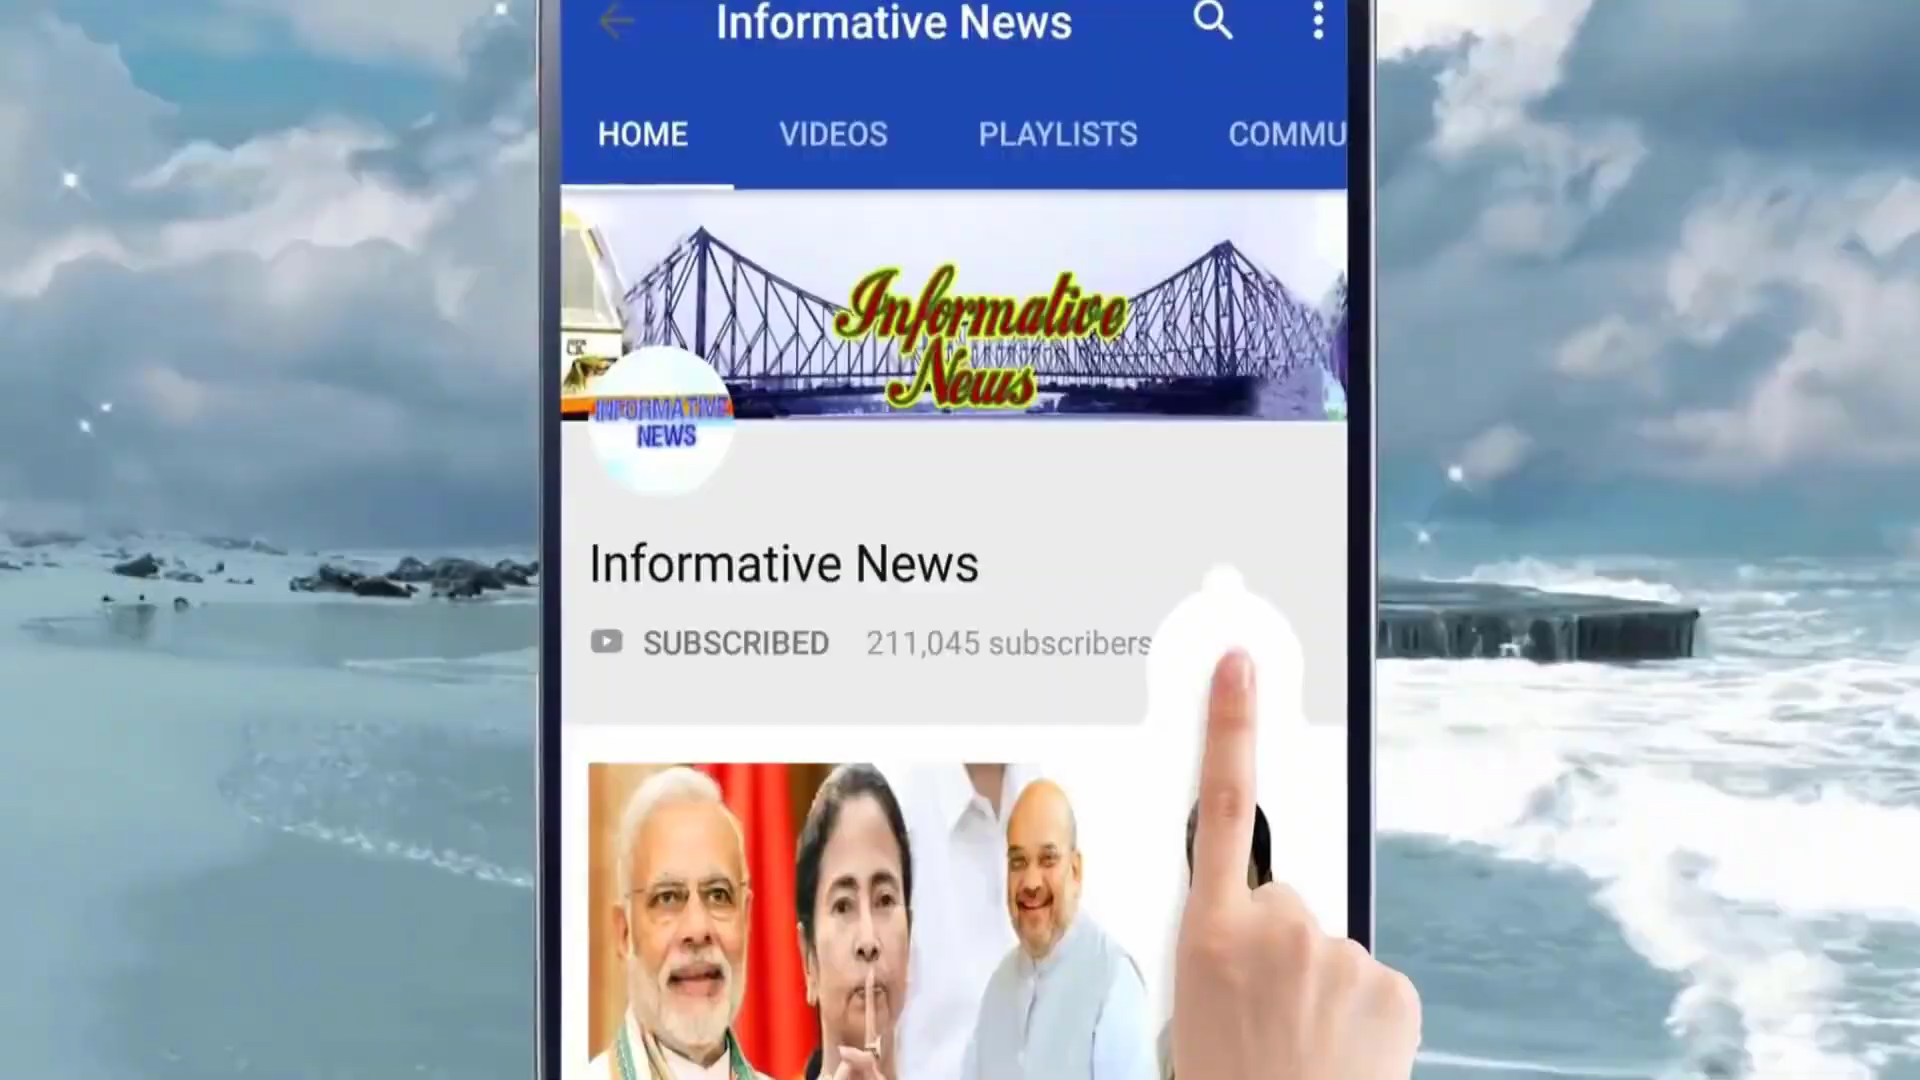 Informative News
HOME VIDEOS PLAYLISTS COMMU
Informative
News
INFORMATIVE
NEWS
Informative News
SUBSCRIBED 211,045 subscribers